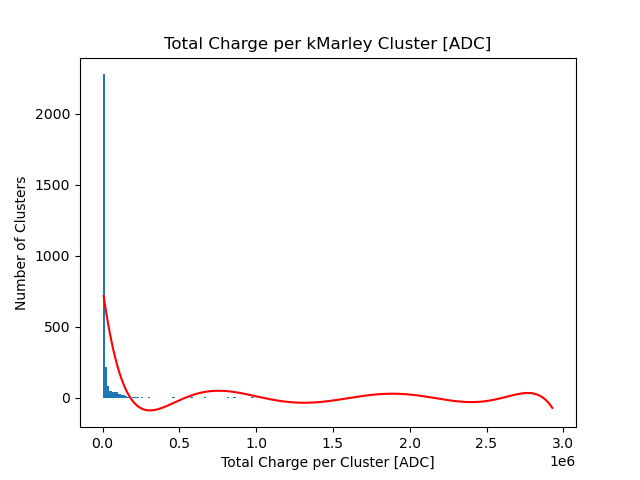 Total Charge per kMarley Cluster [ADC]
Number of Clusters
2000
1500
1000
500
0
0.0 0.5 1.0 1.5 2.0 2.5 3.0
1e6
Total Charge per Cluster [ADC]